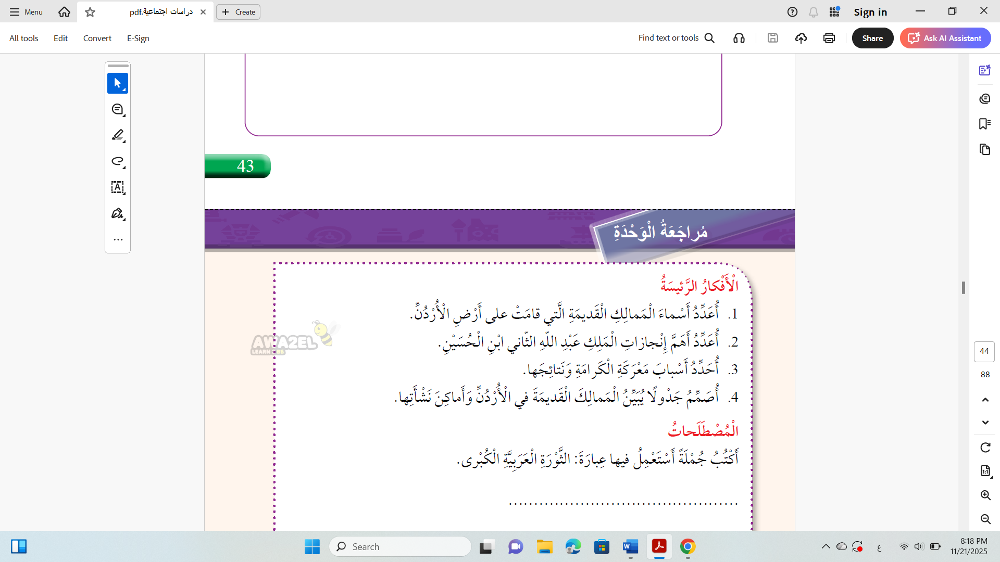 Menu
دراسات اجتماعية.pdf
Create
Sign in
All tools
Edit
Convert
E-Sign
Find text or tools
Share
Ask AI Assistant
43
مُراجَعَةُ الْوَحْدَةِ
الْأَفْكارُ الرَّئيسَةُ
1. أُعَدِّدُ أَسْماءَ الْمَمالِكِ الْقَديمَةِ الَّتي قامَتْ على أَرْضِ الْأُرْدُنِّ.
2. أُعَدِّدُ أَهَمَّ إِنْجازاتِ الْمَلِكِ عَبْدِ اللّهِ الثّاني ابْنِ الْحُسَيْنِ.
AWA2EL
LEARN 2 BE
3. أُحَدِّدُ أَسْبابَ مَعْرَكَةِ الْكَرامَةِ وَنَتائِجَها.
4. أُصَمِّمُ جَدْولًا يُبَيِّنُ الْمَمالِكَ الْقَديمَةَ في الْأُرْدُنِّ وَأَماكِنَ نَشْأَتِها.
الْمُصْطَلَحاتُ
أَكْتُبُ جُمْلَةً أَسْتَعْمِلُ فيها عِبارَةَ: الثَّوْرَةِ الْعَرَبِيَّةِ الْكُبْرى.
.............................................
44
88
Search
ع
8:18 PM
11/21/2025